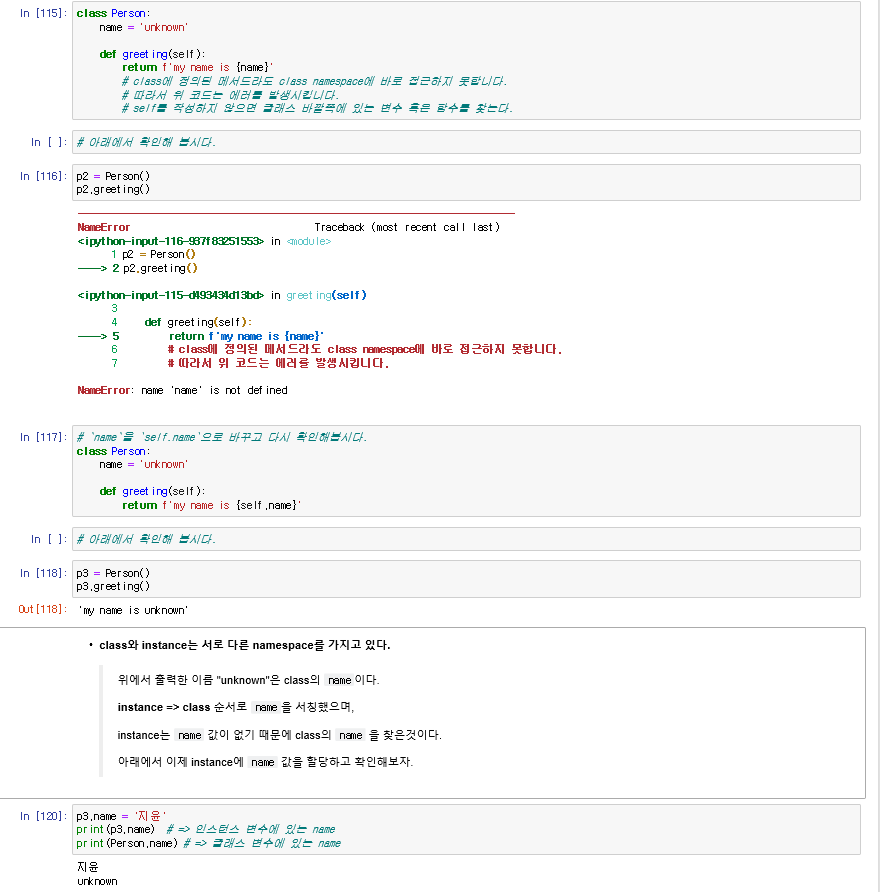 In [115]: class Person:
name = 'unknown'
def greeting(self):
return f'my name is {name}'
# class에 정의된 메서드라도 class namespace에 바로 접근하지 못합니다.
# 따라서 위 코드는 에러를 발생시킵니다.
# self를 작성하지 않으면 클래스 바깥쪽에 있는 변수 혹은 함수를 찾는다.
In [ ]: # 아래에서 확인해 봅시다.
In [116]: p2 = Person()
p2.greeting()
NameError Traceback (most recent call last)
<ipython-input-116-937f83251553> in <module>
1 p2 = Person()
----> 2 p2.greeting()
<ipython-input-115-d493434d13bd> in greeting(self)
3
4 def greeting(self):
----> 5 return f'my name is {name}'
6 # class에 정의된 메서드라도 class namespace에 바로 접근하지 못합니다.
7 # 따라서 위 코드는 에러를 발생시킵니다.
NameError: name 'name' is not defined
In [117]: # `name`을 `self.name`으로 바꾸고 다시 확인해봅시다.
class Person:
name = 'unknown'
def greeting(self):
return f'my name is {self.name}'
In [ ]: # 아래에서 확인해 봅시다.
In [118]: p3 = Person()
p3.greeting()
Out[118]: 'my name is unknown'
• class와 instance는 서로 다른 namespace를 가지고 있다.
위에서 출력한 이름 "unknown"은 class의 name 이다.
instance => class 순서로 name 을 서칭했으며,
instance는 name 값이 없기 때문에 class의 name 을 찾은것이다.
아래에서 이제 instance에 name 값을 할당하고 확인해보자.
In [120]: p3.name = '지윤'
print(p3.name) # => 인스턴스 변수에 있는 name
print(Person.name) # => 클래스 변수에 있는 name
지윤
unknown